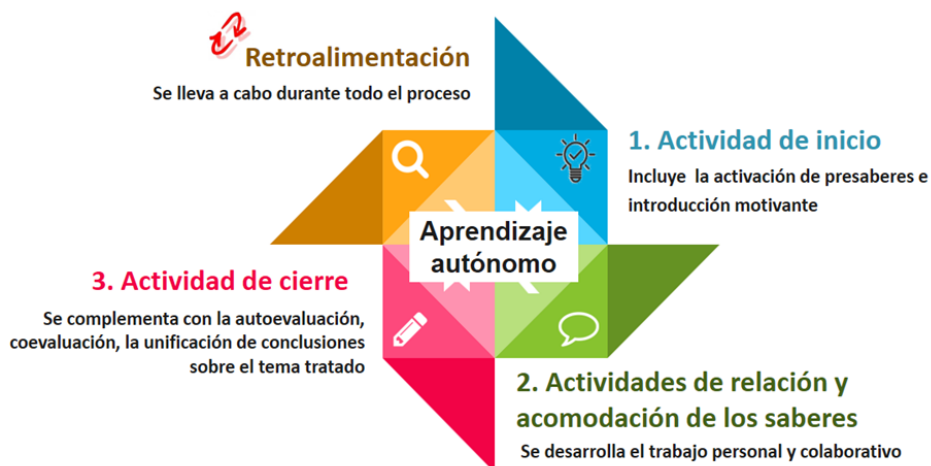 Retroalimentación
Se lleva a cabo durante todo el proceso
1. Actividad de inicio
Incluye la activación de presaberes e
introducción motivante
Aprendizaje
autónomo
3. Actividad de cierre
Se complementa con la autoevaluación,
coevaluación, la unificación de conclusiones
sobre el tema tratado
2. Actividades de relación y
acomodación de los saberes
Se desarrolla el trabajo personal y colaborativo